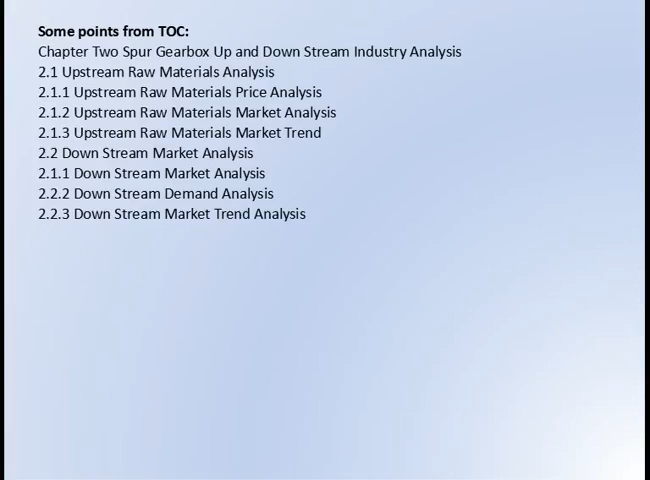 Some points from TOC:
Chapter Two Spur Gearbox Up and Down Stream Industry Analysis
2.1 Upstream Raw Materials Analysis
2.1.1 Upstream Raw Materials Price Analysis
2.1.2 Upstream Raw Materials Market Analysis
2.1.3 Upstream Raw Materials Market Trend
2.2 Down Stream Market Analysis
2.1.1 Down Stream Market Analysis
2.2.2 Down Stream Demand Analysis
2.2.3 Down Stream Market Trend Analysis